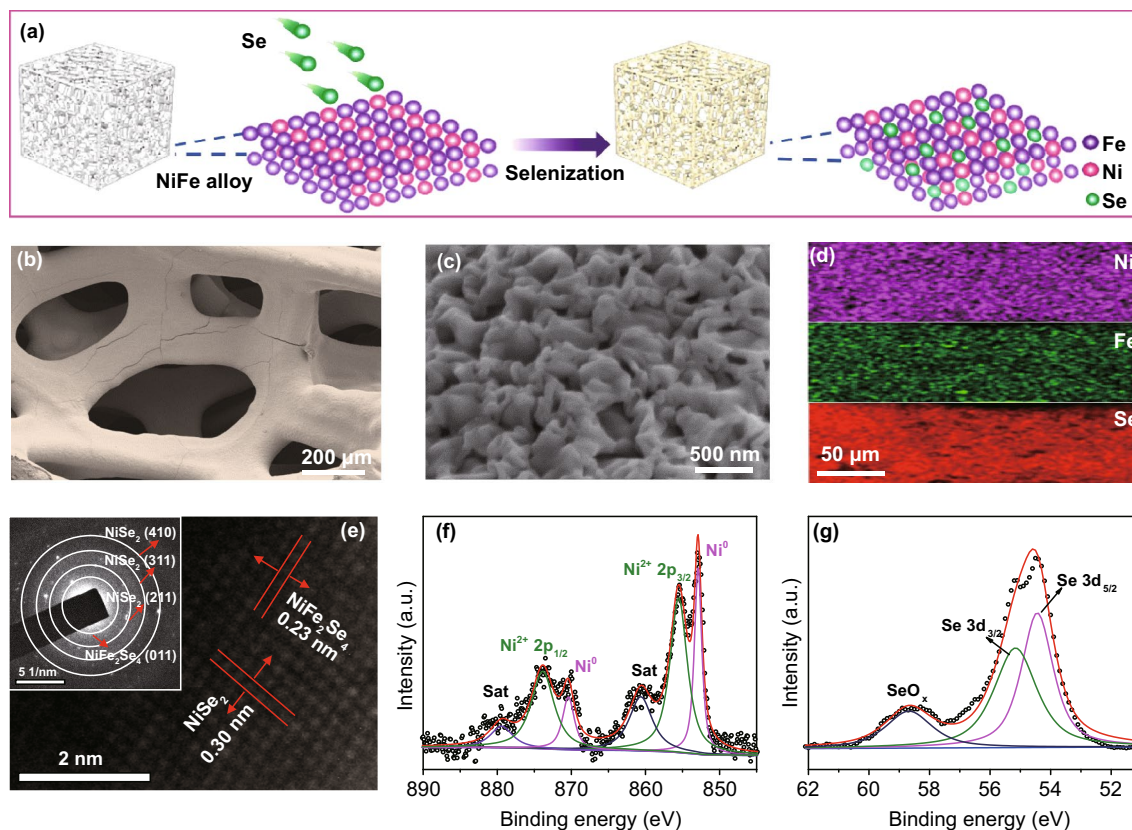 (a)
Se
NiFe alloy
Selenization
Fe
Ni
Se
(b)
200 μm
(c)
500 nm
(d)
Ni
Fe
Se
50 μm
(e)
NiSe₂ (410)
NiSe₂ (311)
NiSe₂ (211)
NiFe₂Se₄ (011)
5 1/nm
NiFe₂Se₄
0.23 nm
NiSe₂
0.30 nm
2 nm
(f)
Ni⁰
Ni²⁺ 2p₃/₂
Ni²⁺ 2p₁/₂
Ni⁰
Sat
Sat
Intensity (a.u.)
890 880 870 860 850
Binding energy (eV)
(g)
Se 3d₅/₂
Se 3d₃/₂
SeOₓ
Intensity (a.u.)
62 60 58 56 54 52
Binding energy (eV)